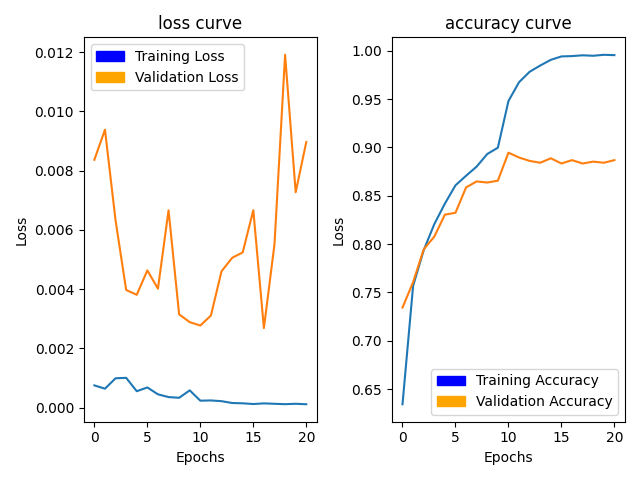 loss curve
Training Loss
Validation Loss
0.012
0.010
0.008
0.006
0.004
0.002
0.000
Loss
0
5
10
15
20
Epochs
accuracy curve
1.00
0.95
0.90
0.85
0.80
0.75
0.70
0.65
Loss
Training Accuracy
Validation Accuracy
0
5
10
15
20
Epochs